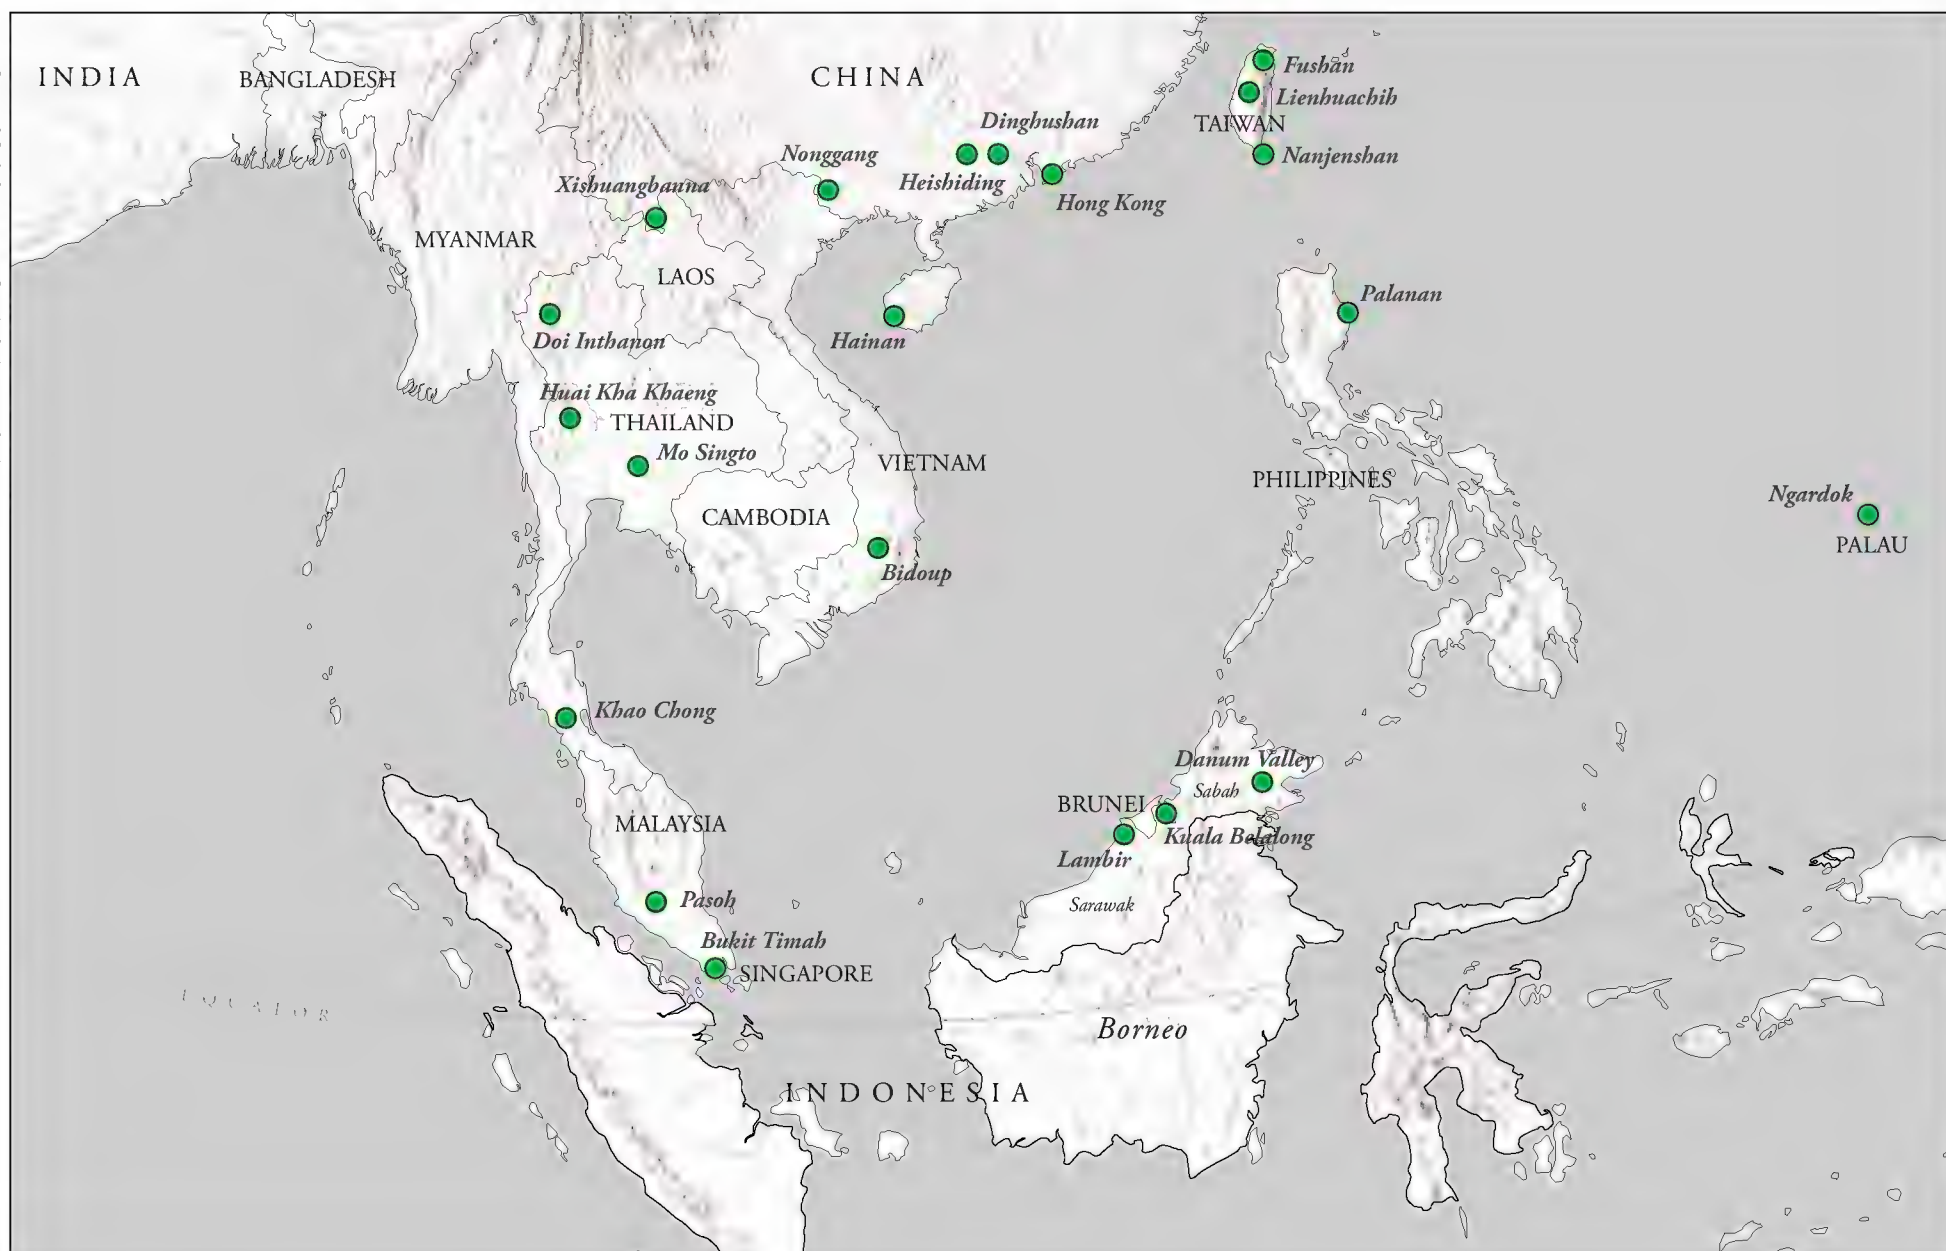 INDIA
BANGLADESH
CHINA
Fushan
Lienhuachih
TAIWAN
Dinghushan
Nonggang
Nanjenshan
Xishuangbanna
Heishiding
Hong Kong
MYANMAR
LAOS
Palanan
Doi Inthanon
Hainan
Huai Kha Khaeng
THAILAND
Mo Singto
VIETNAM
PHILIPPINES
Ngardok
CAMBODIA
PALAU
Bidoup
Khao Chong
Danum Valley
Sabah
BRUNEI
MALAYSIA
Kuala Belalong
Lambir
Pasoh
Sarawak
Bukit Timah
SINGAPORE
EQUATOR
Borneo
INDONESIA